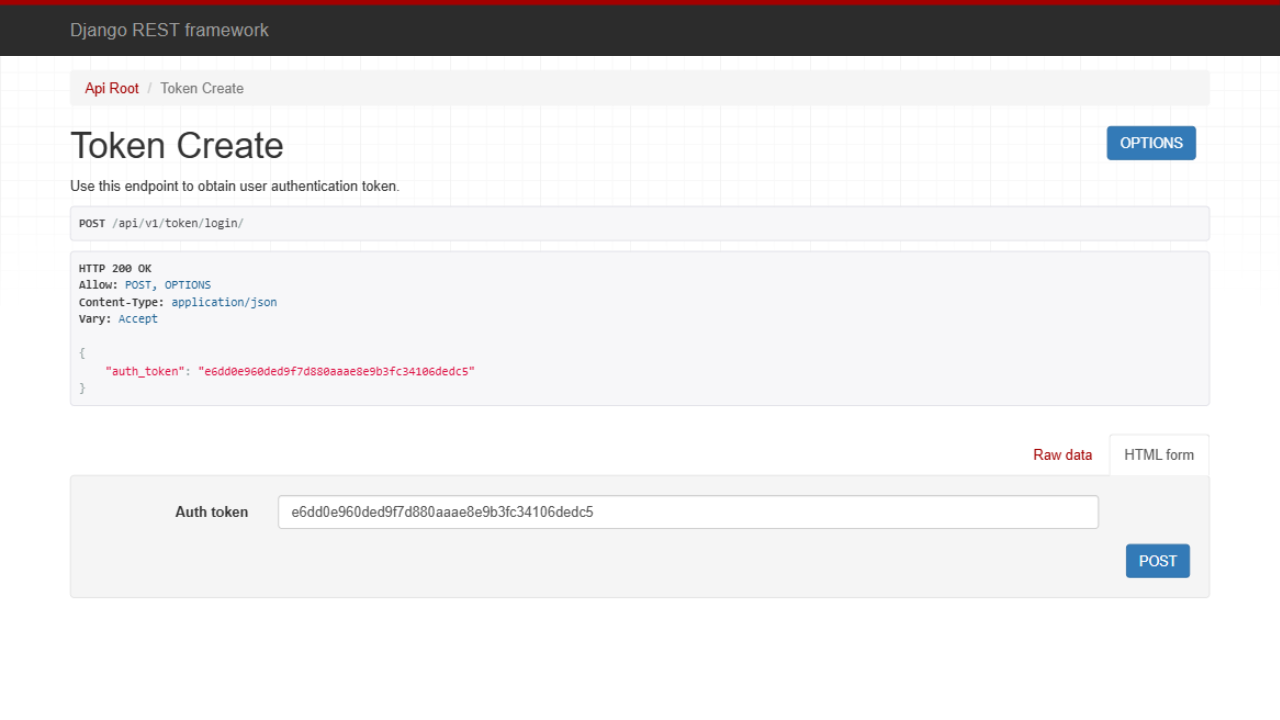 Django REST framework
Api Root / Token Create
Token Create
OPTIONS
Use this endpoint to obtain user authentication token.
POST /api/v1/token/login/
HTTP 200 OK
Allow: POST, OPTIONS
Content-Type: application/json
Vary: Accept
{
    "auth_token": "e6dd0e960ded9f7d880aaae8e9b3fc34106dedc5"
}
Raw data
HTML form
Auth token
e6dd0e960ded9f7d880aaae8e9b3fc34106dedc5
POST